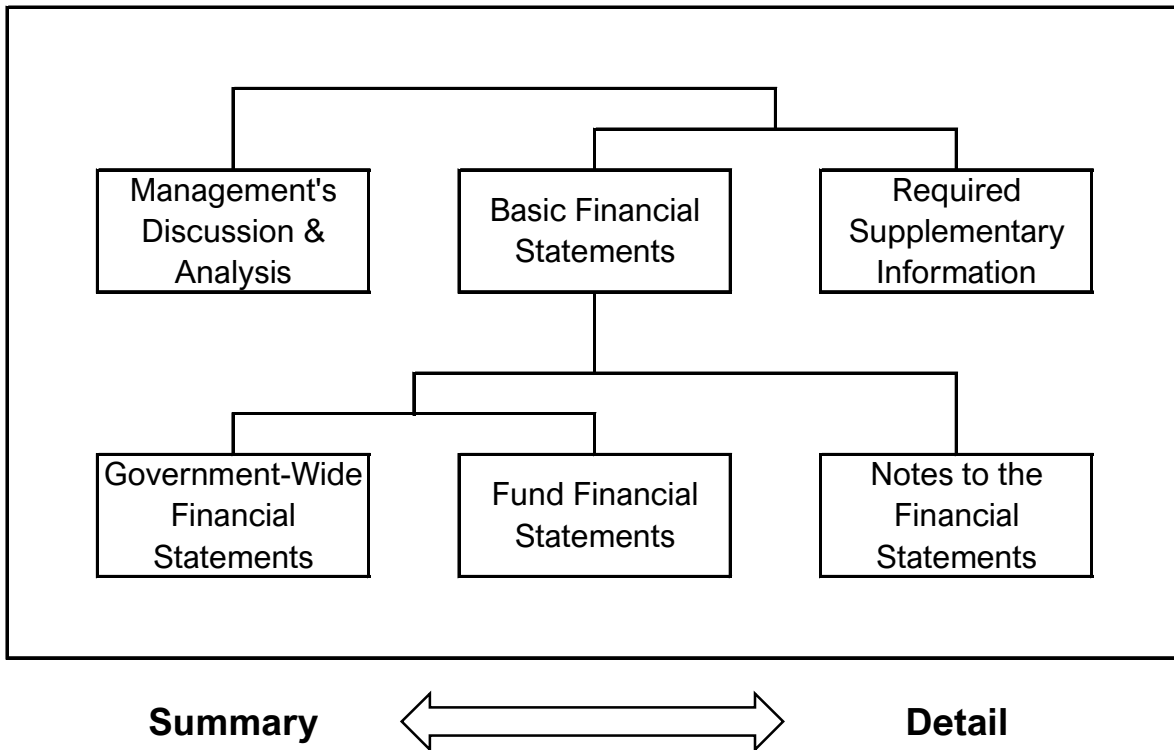 Management's
Discussion &
Analysis
Basic Financial
Statements
Required
Supplementary
Information
Government-Wide
Financial
Statements
Fund Financial
Statements
Notes to the
Financial
Statements
Summary
Detail